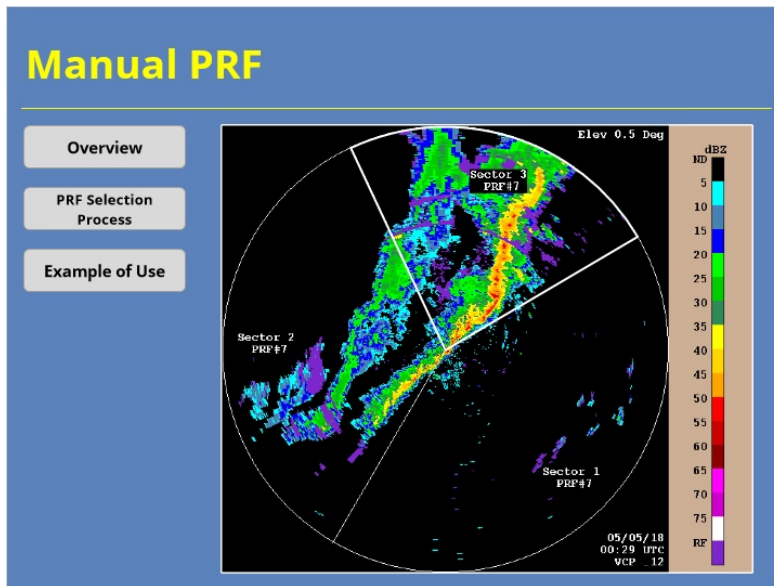 Manual PRF
Overview
PRF Selection
Process
Example of Use
Elev 0.5 Deg
Sector 3
PRF#7
Sector 2
PRF#7
Sector 1
PRF#7
05/05/18
00:29 UTC
VCP 12
dBZ
ND
5
10
15
20
25
30
35
40
45
50
55
60
65
70
75
RF